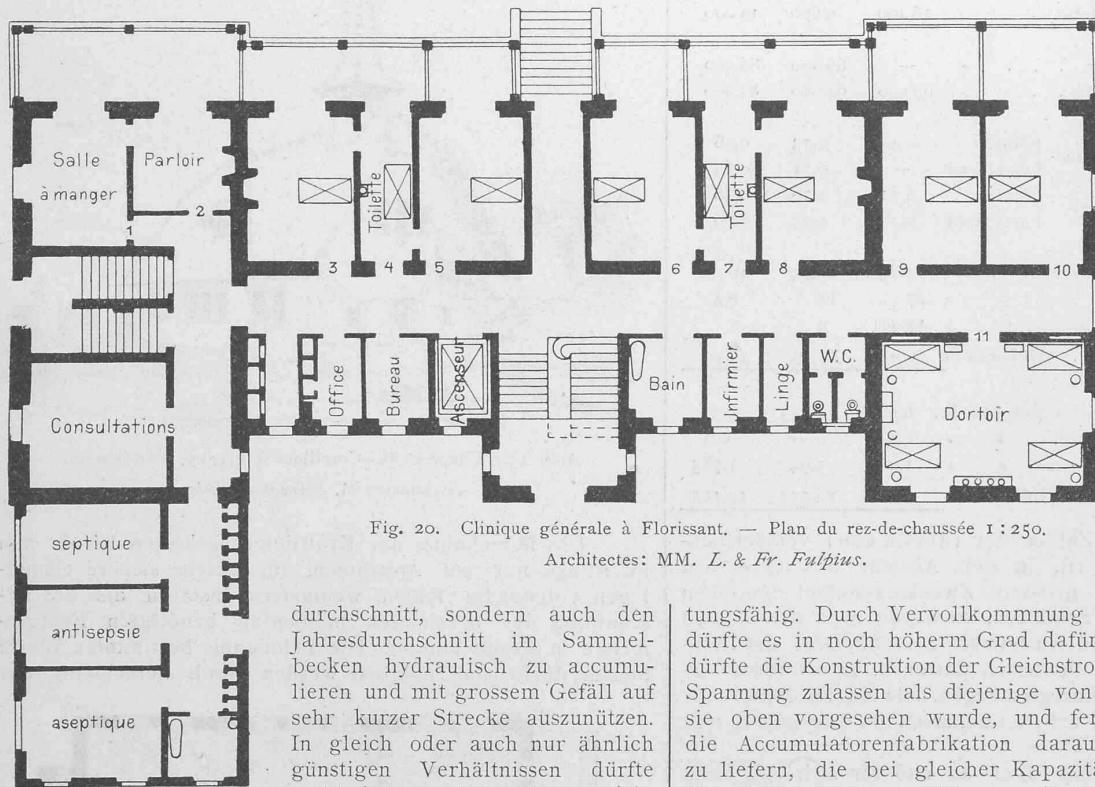 Salle
à manger
Parloir
2
1
Toilette
Toilette
3
4
5
6
7
8
9
10
11
Office
Bureau
Ascenseur
Bain
Infirmier
Linge
W.C.
Dortoir
Consultations
septique
antisepsie
aseptique
Fig. 20. Clinique générale à Florissant. — Plan du rez-de-chaussée 1 : 250.
Architectes: MM. L. & Fr. Fulpius.
durchschnitt sondern auch den
Jahresdurchschnitt im Sammel-
becken hydraulisch zu accumu-
lieren und mit grossem Gefäll auf
sehr kurzer Strecke auszunützen.
In gleich oder auch nur ähnlich
günstigen Verhältnissen dürfte
tungsfähig. Durch Vervollkommnung
dürfte es in noch höherm Grad dafür
dürfte die Konstruktion der Gleichstro
Spannung zulassen als diejenige von
sie oben vorgesehen wurde, und fer
die Accumulatorenfabrikation darau
zu liefern, die bei gleicher Kapazitä